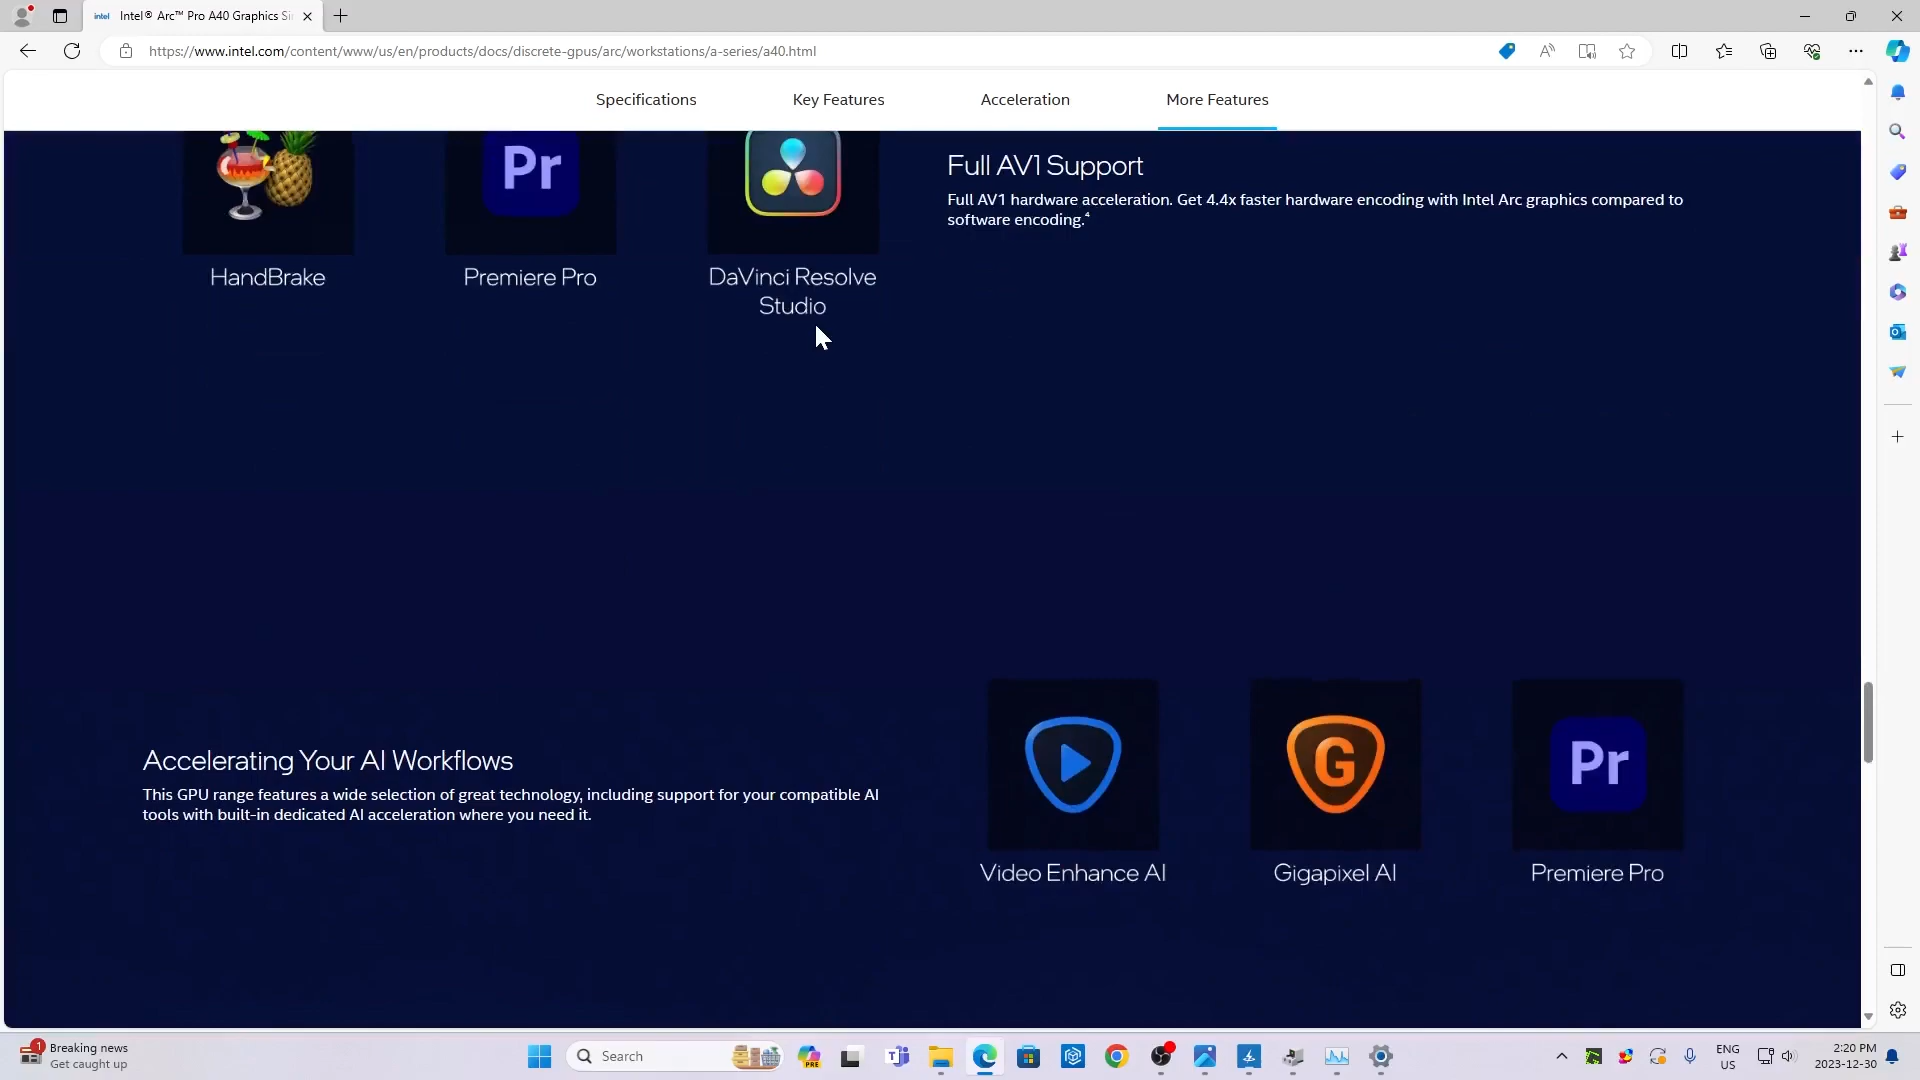 intel
Intel® Arc™ Pro A40 Graphics Si
https://www.intel.com/content/www/us/en/products/docs/discrete-gpus/arc/workstations/a-series/a40.html
Specifications
Key Features
Acceleration
More Features
Pr
Full AV1 Support
Full AV1 hardware acceleration. Get 4.4x faster hardware encoding with Intel Arc graphics compared to
software encoding.⁴
HandBrake
Premiere Pro
DaVinci Resolve
Studio
Accelerating Your AI Workflows
This GPU range features a wide selection of great technology, including support for your compatible AI
tools with built-in dedicated AI acceleration where you need it.
G
Pr
Video Enhance AI
Gigapixel AI
Premiere Pro
1
Breaking news
Get caught up
Search
PRE
ENG
US
2:20 PM
2023-12-30